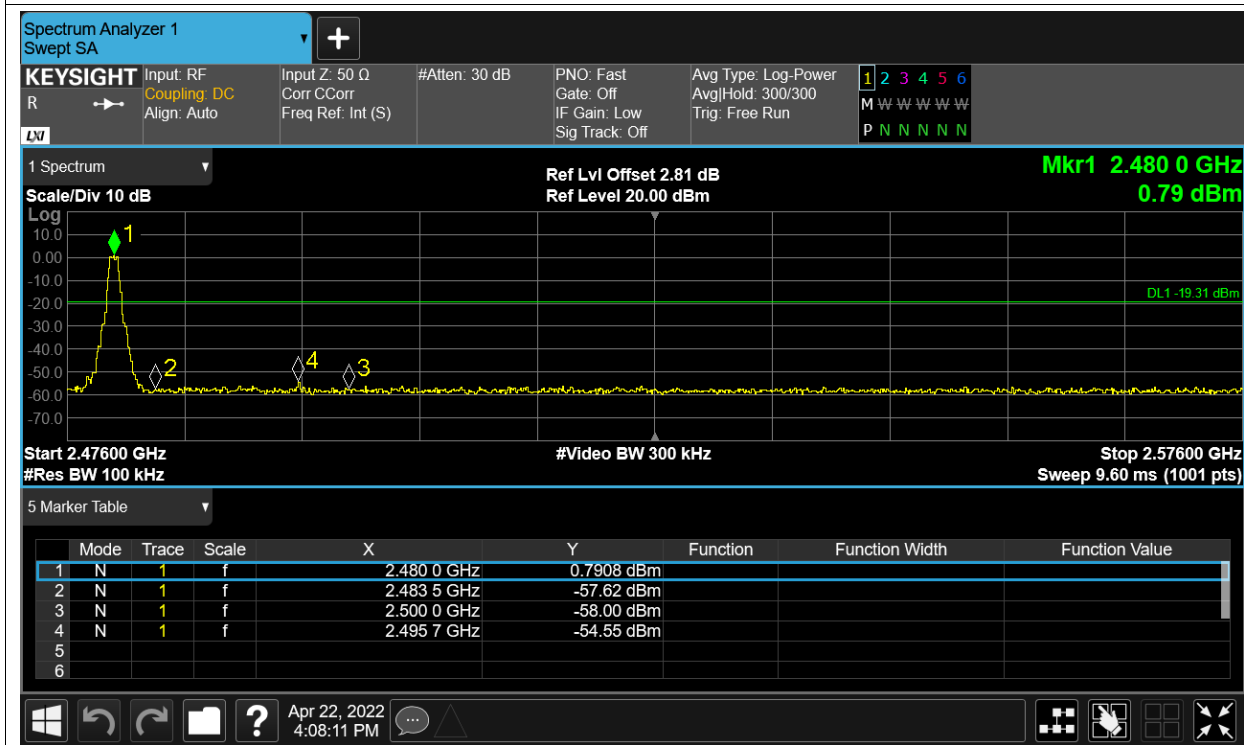 Spectrum Analyzer 1
Swept SA
KEYSIGHT Input: RF Input Z: 50 Ω #Atten: 30 dB PNO: Fast Avg Type: Log-Power 1 2 3 4 5 6
R Coupling: DC Corr CCorr Gate: Off Avg|Hold: 300/300 M W W W W W
Align: Auto Freq Ref: Int (S) IF Gain: Low Trig: Free Run
LXI Sig Track: Off P N N N N N
1 Spectrum Ref Lvl Offset 2.81 dB Mkr1 2.480 0 GHz
Scale/Div 10 dB Ref Level 20.00 dBm 0.79 dBm
Log
10.0 1
0.00
-10.0
DL1 -19.31 dBm
-20.0
-30.0
-40.0
-50.0 2 4 3
-60.0
-70.0
Start 2.47600 GHz #Video BW 300 kHz Stop 2.57600 GHz
#Res BW 100 kHz Sweep 9.60 ms (1001 pts)
5 Marker Table
Mode Trace Scale X Y Function Function Width Function Value
1 N 1 f 2.480 0 GHz 0.7908 dBm
2 N 1 f 2.483 5 GHz -57.62 dBm
3 N 1 f 2.500 0 GHz -58.00 dBm
4 N 1 f 2.495 7 GHz -54.55 dBm
5
6
? Apr 22, 2022
4:08:11 PM